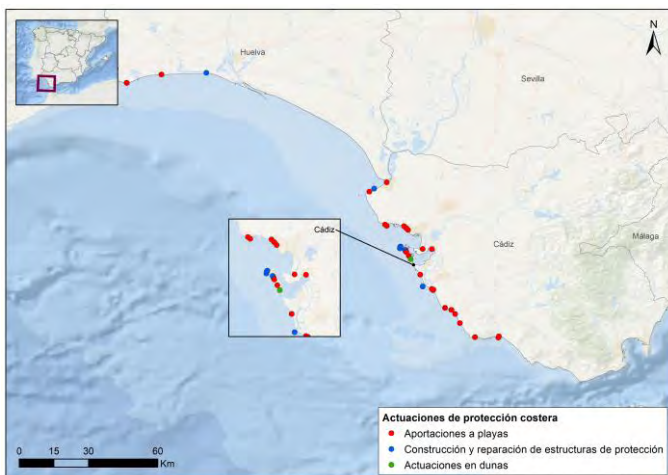 N
Huelva
Sevilla
Cádiz
Cádiz
Málaga
Actuaciones de protección costera
Aportaciones a playas
Construcción y reparación de estructuras de protección
Actuaciones en dunas
0 15 30 60
Km